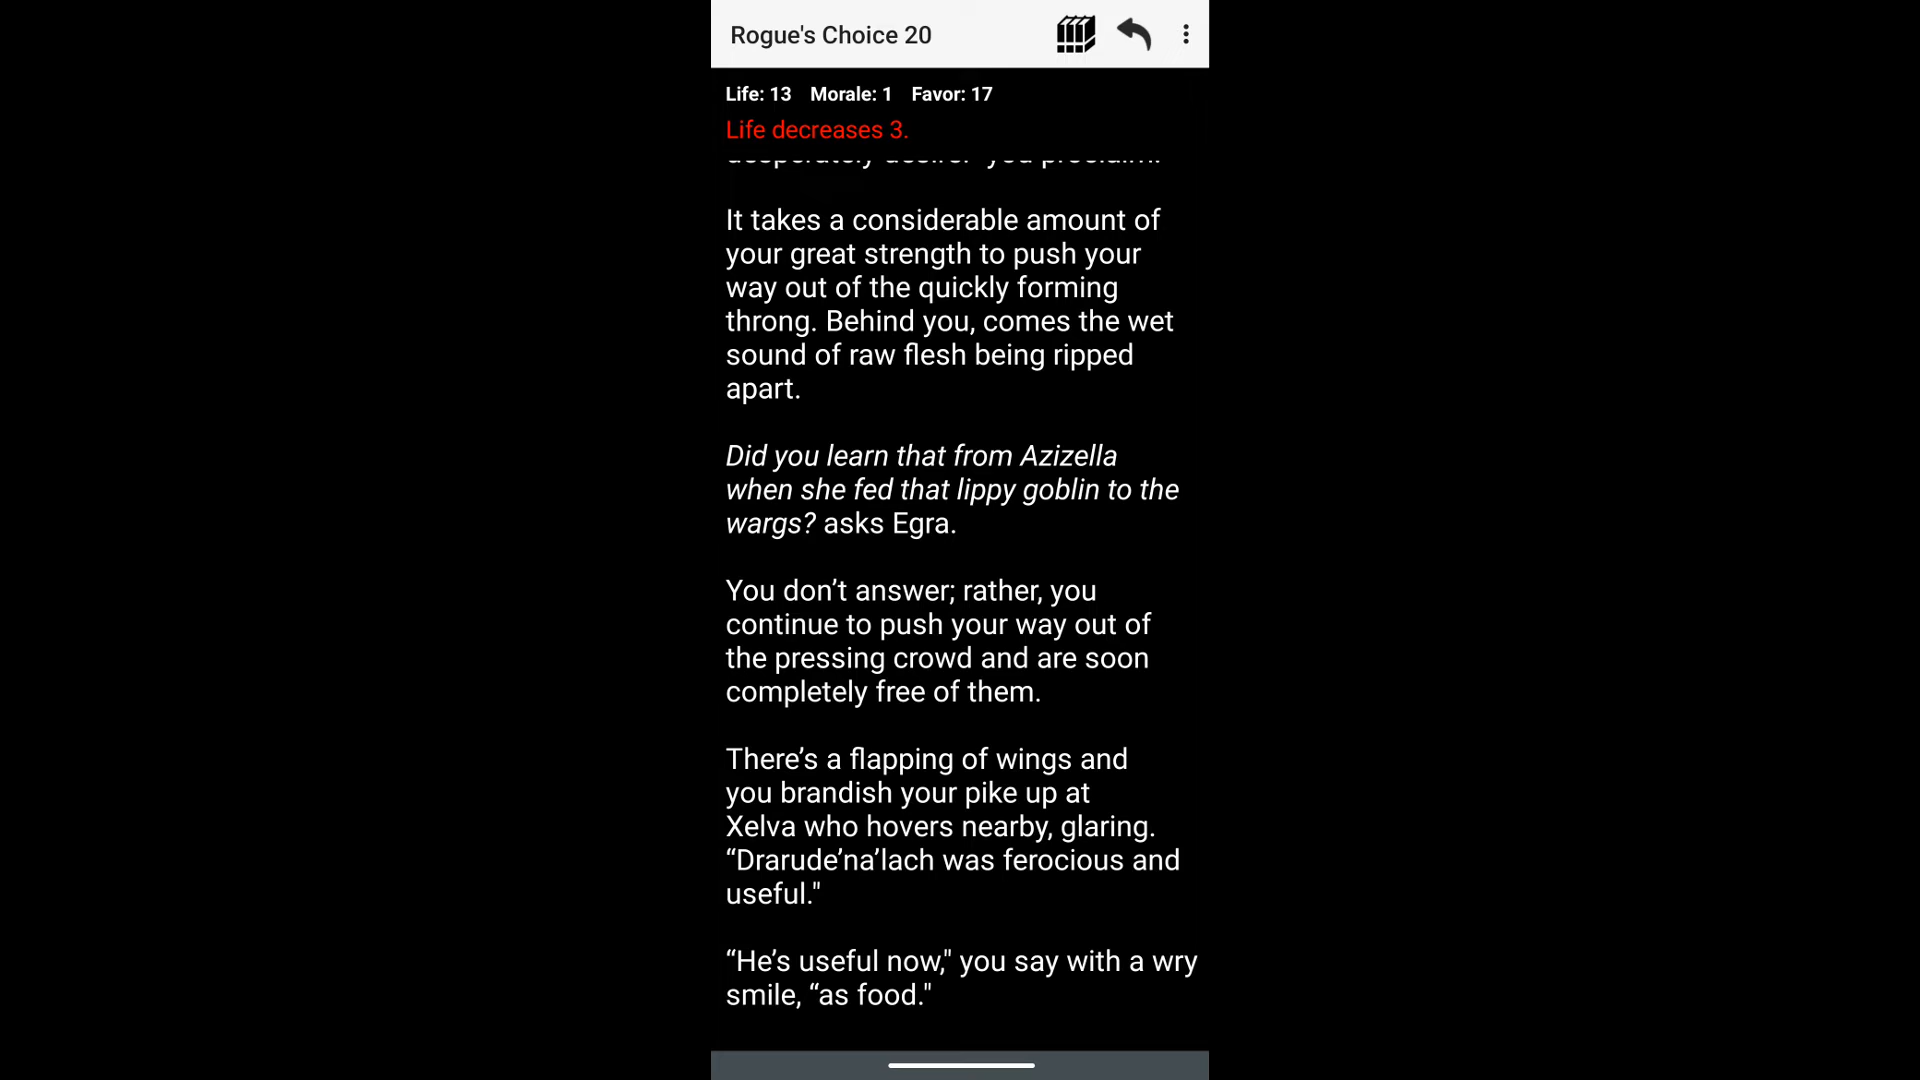 Rogue's Choice 20
Life: 13 Morale: 1 Favor: 17
Life decreases 3.
It takes a considerable amount of
your great strength to push your
way out of the quickly forming
throng. Behind you, comes the wet
sound of raw flesh being ripped
apart.
Did you learn that from Azizella
when she fed that lippy goblin to the
wargs? asks Egra.
You don’t answer; rather, you
continue to push your way out of
the pressing crowd and are soon
completely free of them.
There’s a flapping of wings and
you brandish your pike up at
Xelva who hovers nearby, glaring.
“Drarude’na’lach was ferocious and
useful."
“He’s useful now," you say with a wry
smile, “as food."